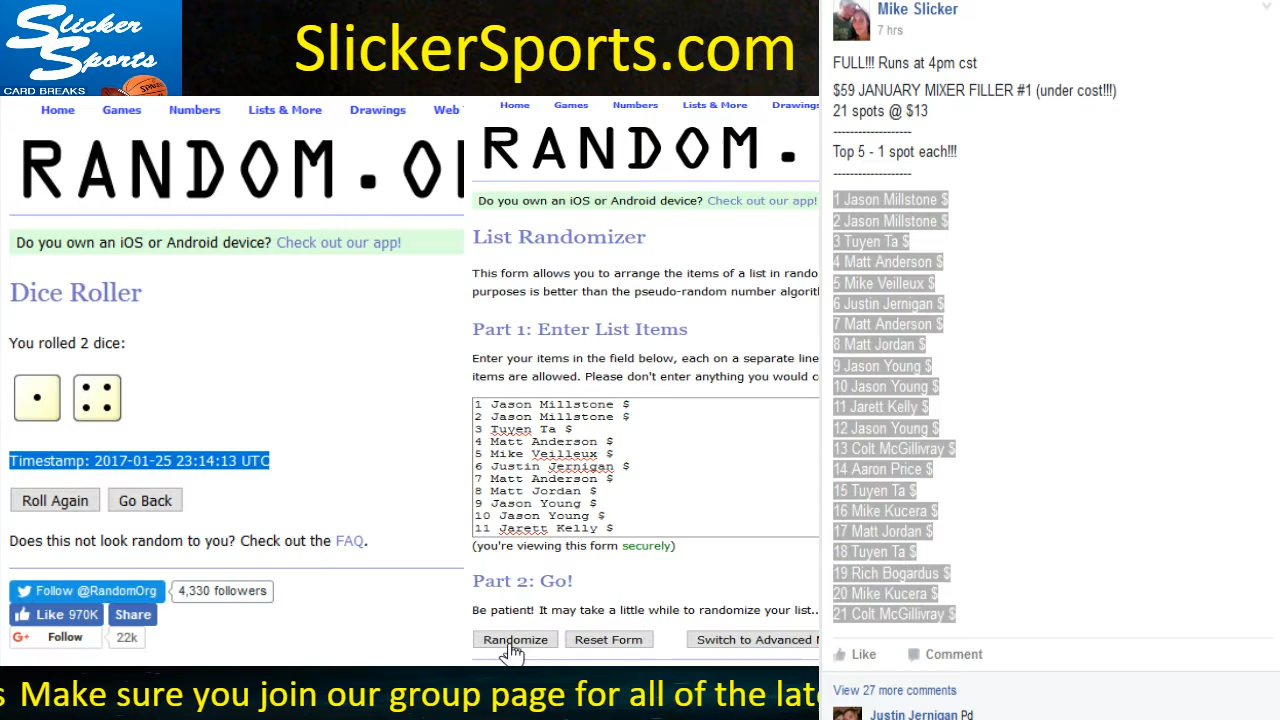 Slicker
Sports
CARD BREAKS
SlickerSports.com
Home Games Numbers Lists & More Drawings Web
RANDOM.O
Do you own an iOS or Android device? Check out our app!
Dice Roller
You rolled 2 dice:
Timestamp: 2017-01-25 23:14:13 UTC
Roll Again Go Back
Does this not look random to you? Check out the FAQ.
Follow @RandomOrg 4,330 followers
Like 970K Share
G+ Follow 22k
Home Games Numbers Lists & More Drawings
RANDOM.
Do you own an iOS or Android device? Check out our app!
List Randomizer
This form allows you to arrange the items of a list in rando
purposes is better than the pseudo-random number algorit
Part 1: Enter List Items
Enter your items in the field below, each on a separate line
items are allowed. Please don't enter anything you would c
1 Jason Millstone $
2 Jason Millstone $
3 Tuyen Ta $
4 Matt Anderson $
5 Mike Veilleux $
6 Justin Jernigan $
7 Matt Anderson $
8 Matt Jordan $
9 Jason Young $
10 Jason Young $
11 Jarett Kelly $
(you're viewing this form securely)
Part 2: Go!
Be patient! It may take a little while to randomize your list..
Randomize Reset Form Switch to Advanced
Mike Slicker
7 hrs
FULL!!! Runs at 4pm cst
$59 JANUARY MIXER FILLER #1 (under cost!!!)
21 spots @ $13
-------------------
Top 5 - 1 spot each!!!
-------------------
1 Jason Millstone $
2 Jason Millstone $
3 Tuyen Ta $
4 Matt Anderson $
5 Mike Veilleux $
6 Justin Jernigan $
7 Matt Anderson $
8 Matt Jordan $
9 Jason Young $
10 Jason Young $
11 Jarett Kelly $
12 Jason Young $
13 Colt McGillivray $
14 Aaron Price $
15 Tuyen Ta $
16 Mike Kucera $
17 Matt Jordan $
18 Tuyen Ta $
19 Rich Bogardus $
20 Mike Kucera $
21 Colt McGillivray $
Like Comment
View 27 more comments
Justin Jernigan Pd
s Make sure you join our group page for all of the late